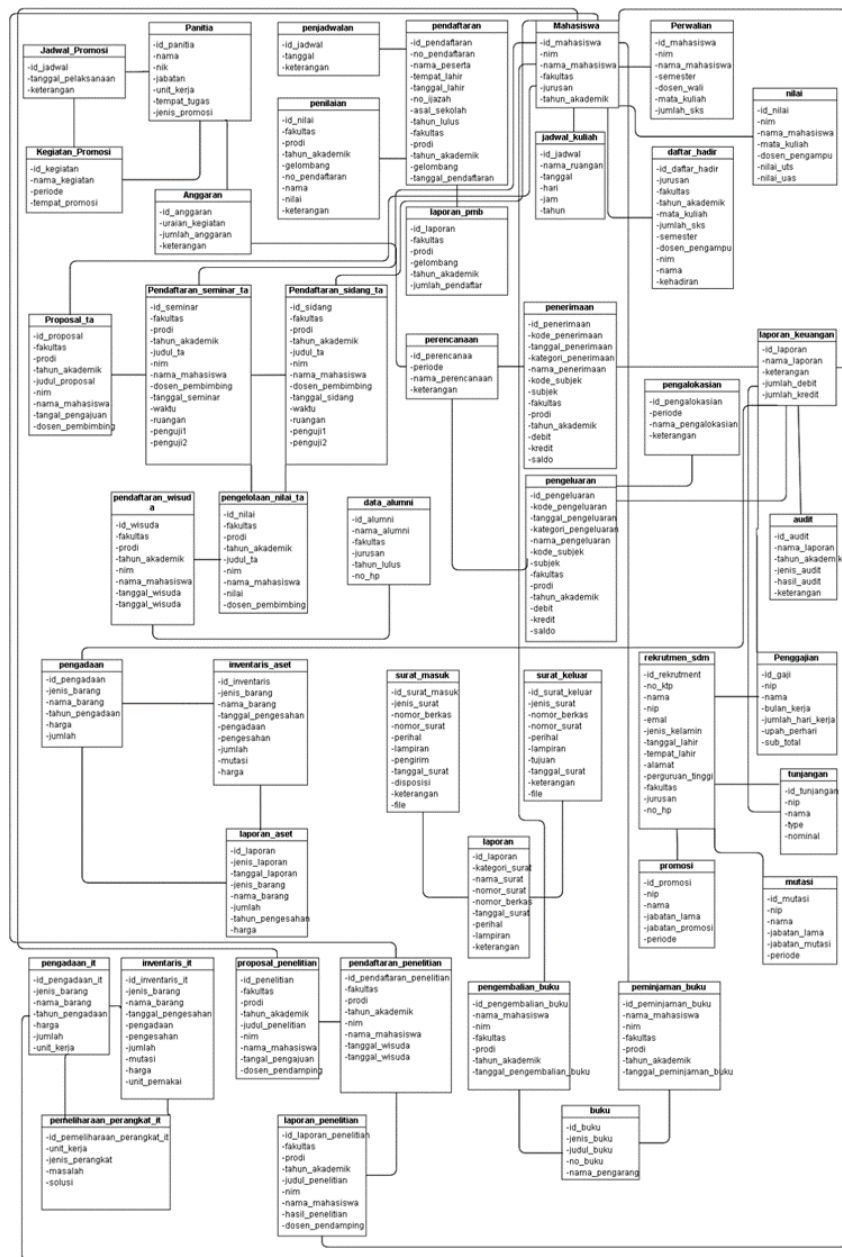 Panitia
-id_panitia
-nama
-nik
-jabatan
-unit_kerja
-tempat_tugas
-jenis_promosi
penjadwalan
-id_jadwal
-tanggal
-keterangan
pendaftaran
-id_pendaftaran
-no_pendaftaran
-nama_peserta
-tempat_lahir
-tanggal_lahir
-no_ijazah
-asal_sekolah
-tahun_lulus
-fakultas
-prodi
-tahun_akademik
-gelombang
-tanggal_pendaftaran
Mahasiswa
-id_mahasiswa
-nim
-nama_mahasiswa
-fakultas
-jurusan
-tahun_akademik
Perwalian
-id_mahasiswa
-nim
-nama_mahasiswa
-semester
-dosen_wali
-mata_kuliah
-jumlah_sks
Jadwal_Promosi
-id_jadwal
-tanggal_pelaksanaan
-keterangan
nilai
-id_nilai
-nim
-nama_mahasiswa
-mata_kuliah
-dosen_pengampu
-nilai_uts
-nilai_uas
penilaian
-id_nilai
-fakultas
-prodi
-tahun_akademik
-gelombang
-no_pendaftaran
-nama
-nilai
-keterangan
jadwal_kuliah
-id_jadwal
-nama_ruangan
-tanggal
-hari
-jam
-tahun
daftar_hadir
-id_daftar_hadir
-jurusan
-fakultas
-tahun_akademik
-mata_kuliah
-jumlah_sks
-semester
-dosen_pengampu
-nim
-nama
-kehadiran
Kegiatan_Promosi
-id_kegiatan
-nama_kegiatan
-periode
-tempat_promosi
Anggaran
-id_anggaran
-uraian_kegiatan
-jumlah_anggaran
-keterangan
laporan_pmb
-id_laporan
-fakultas
-prodi
-gelombang
-tahun_akademik
-jumlah_pendaftar
Proposal_ta
-id_proposal
-fakultas
-prodi
-tahun_akademik
-judul_proposal
-nim
-nama_mahasiswa
-tangal_pengajuan
-dosen_pembimbing
Pendaftaran_seminar_ta
-id_seminar
-fakultas
-prodi
-tahun_akademik
-judul_ta
-nim
-nama_mahasiswa
-dosen_pembimbing
-tanggal_seminar
-waktu
-ruangan
-penguji1
-penguji2
Pendaftaran_sidang_ta
-id_sidang
-fakultas
-prodi
-tahun_akademik
-judul_ta
-nim
-nama_mahasiswa
-dosen_pembimbing
-tanggal_sidang
-waktu
-ruangan
-penguji1
-penguji2
perencanaan
-id_perencanaa
-periode
-nama_perencanaan
-keterangan
penerimaan
-id_penerimaan
-kode_penerimaan
-tanggal_penerimaan
-kategori_penerimaan
-nama_penerimaan
-kode_subjek
-subjek
-fakultas
-prodi
-tahun_akademik
-debit
-kredit
-saldo
laporan_keuangan
-id_laporan
-nama_laporan
-keterangan
-jumlah_debit
-jumlah_kredit
pengalokasian
-id_pengalokasian
-periode
-nama_pengalokasian
-keterangan
pengeluaran
-id_pengeluaran
-kode_pengeluaran
-tanggal_pengeluaran
-kategori_pengeluaran
-nama_pengeluaran
-kode_subjek
-subjek
-fakultas
-prodi
-tahun_akademik
-debit
-kredit
-saldo
audit
-id_audit
-nama_laporan
-tahun_akademik
-jenis_audit
-hasil_audit
-keterangan
pendaftaran_wisud
a
-id_wisuda
-fakultas
-prodi
-tahun_akademik
-nim
-nama_mahasiswa
-tanggal_wisuda
-tanggal_wisuda
pengelolaan_nilai_ta
-id_nilai
-fakultas
-prodi
-tahun_akademik
-judul_ta
-nim
-nama_mahasiswa
-nilai
-dosen_pembimbing
data_alumni
-id_alumni
-nama_alumni
-fakultas
-jurusan
-tahun_lulus
-no_hp
pengadaan
-id_pengadaan
-jenis_barang
-nama_barang
-tahun_pengadaan
-harga
-jumlah
inventaris_aset
-id_inventaris
-jenis_barang
-nama_barang
-tanggal_pengesahan
-pengadaan
-pengesahan
-jumlah
-mutasi
-harga
surat_masuk
-id_surat_masuk
-jenis_surat
-nomor_berkas
-nomor_surat
-perihal
-lampiran
-pengirim
-tanggal_surat
-disposisi
-keterangan
-file
surat_keluar
-id_surat_keluar
-jenis_surat
-nomor_berkas
-nomor_surat
-perihal
-lampiran
-tujuan
-tanggal_surat
-keterangan
-file
rekrutmen_sdm
-id_rekrutment
-no_ktp
-nama
-nip
-emal
-jenis_kelamin
-tanggal_lahir
-tempat_lahir
-alamat
-perguruan_tinggi
-fakultas
-jurusan
-no_hp
Penggajian
-id_gaji
-nip
-nama
-bulan_kerja
-jumlah_hari_kerja
-upah_perhari
-sub_total
tunjangan
-id_tunjangan
-nip
-nama
-type
-nominal
laporan_aset
-id_laporan
-jenis_laporan
-tanggal_laporan
-jenis_barang
-nama_barang
-jumlah
-tahun_pengesahan
-harga
laporan
-id_laporan
-kategori_surat
-nama_surat
-nomor_surat
-nomor_berkas
-tanggal_surat
-perihal
-lampiran
-keterangan
promosi
-id_promosi
-nip
-nama
-jabatan_lama
-jabatan_promosi
-periode
mutasi
-id_mutasi
-nip
-nama
-jabatan_lama
-jabatan_mutasi
-periode
pengadaan_it
-id_pengadaan_it
-jenis_barang
-nama_barang
-tahun_pengadaan
-harga
-jumlah
-unit_kerja
inventaris_it
-id_inventaris_it
-jenis_barang
-nama_barang
-tanggal_pengesahan
-pengadaan
-pengesahan
-jumlah
-mutasi
-harga
-unit_pemakai
proposal_penelitian
-id_penelitian
-fakultas
-prodi
-tahun_akademik
-judul_penelitian
-nim
-nama_mahasiswa
-tangal_pengajuan
-dosen_pendamping
pendaftaran_penelitian
-id_pendaftaran_penelitian
-fakultas
-prodi
-tahun_akademik
-nim
-nama_mahasiswa
-tanggal_wisuda
-tanggal_wisuda
pengembalian_buku
-id_pengembalian_buku
-nama_mahasiswa
-nim
-fakultas
-prodi
-tahun_akademik
-tanggal_pengembalian_buku
peminjaman_buku
-id_peminjaman_buku
-nama_mahasiswa
-nim
-fakultas
-prodi
-tahun_akademik
-tanggal_peminjaman_buku
pemeliharaan_perangkat_it
-id_pemeliharaan_perangkat_it
-unit_kerja
-jenis_perangkat
-masalah
-solusi
laporan_penelitian
-id_laporan_penelitian
-fakultas
-prodi
-tahun_akademik
-judul_penelitian
-nim
-nama_mahasiswa
-hasil_penelitian
-dosen_pendamping
buku
-id_buku
-jenis_buku
-judul_buku
-no_buku
-nama_pengarang